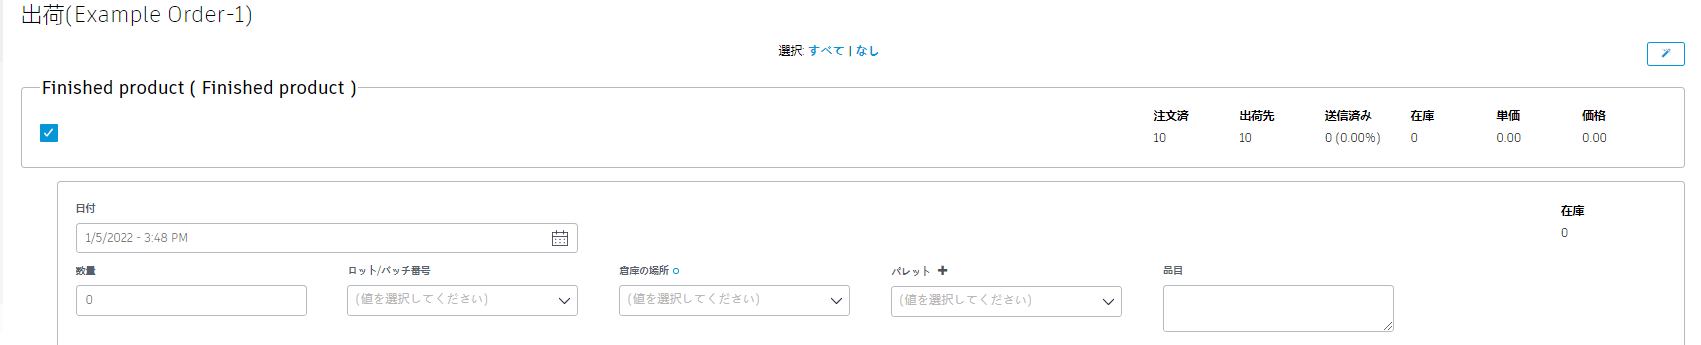 出荷(Example Order-1)
選択: すべて | なし
Finished product ( Finished product )
注文済 出荷先 送信済み 在庫 単価 価格
10 10 0 (0.00%) 0 0.00 0.00
日付
在庫
1/5/2022 - 3:48 PM
0
数量 ロット/バッチ番号 倉庫の場所 パレット 品目
0 (値を選択してください) (値を選択してください) (値を選択してください)